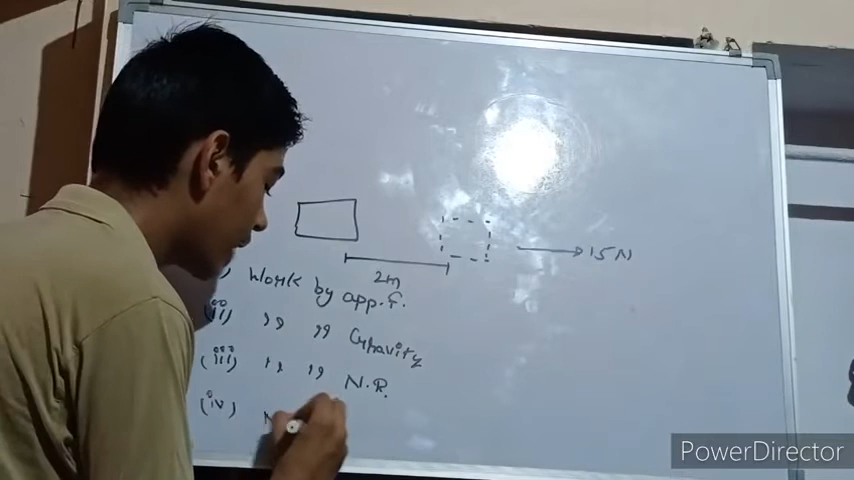 15N
2m
) Work by app.f.
(ii) ,, ,, Gravity
(iii) ,, ,, N.R.
(iv) N
PowerDirector